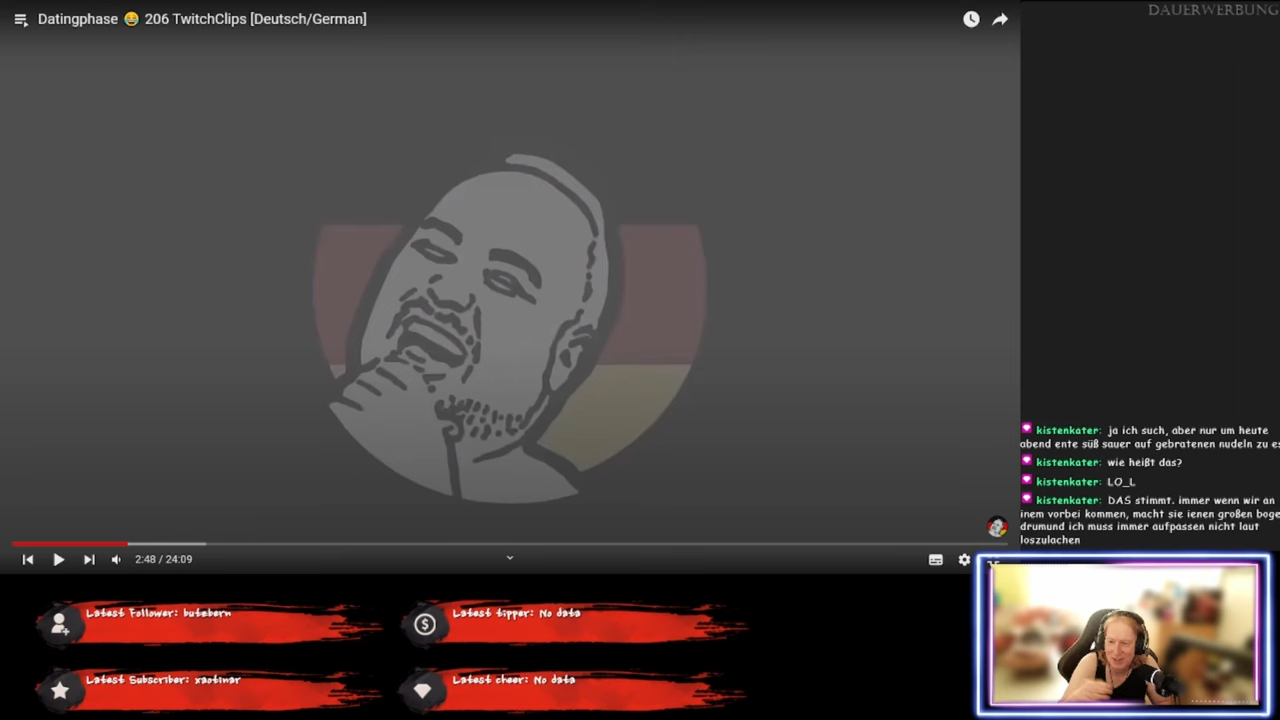 Datingphase 😂 206 TwitchClips [Deutsch/German]
DAUERWERBUNG
kistenkater: ja ich such, aber nur um heute
abend ente süß sauer auf gebratenen nudeln zu es
kistenkater: wie heißt das?
kistenkater: LO_L
kistenkater: DAS stimmt. immer wenn wir an
inem vorbei kommen, macht sie ienen großen boge
drumund ich muss immer aufpassen nicht laut
loszulachen
2:48 / 24:09
Latest Follower: butebern
Latest tipper: No data
Latest Subscriber: xaotinar
Latest cheer: No data